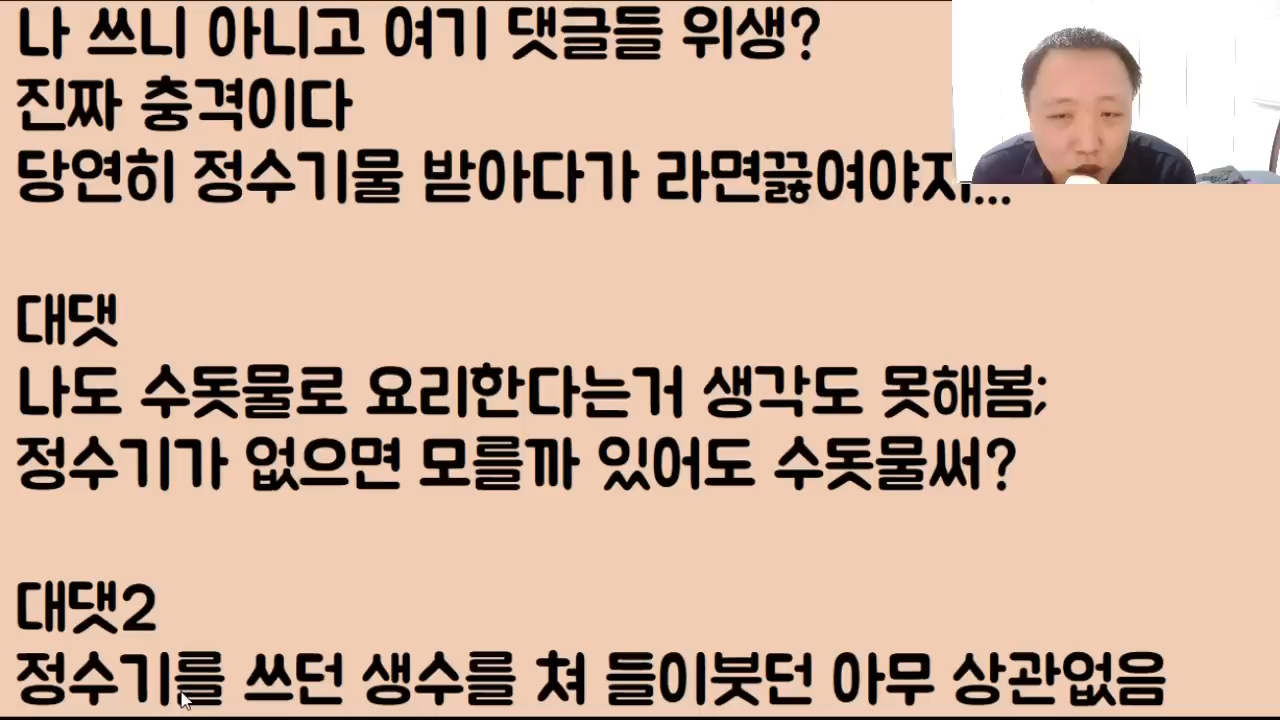 나 쓰니 아니고 여기 댓글들 위생?
진짜 충격이다
당연히 정수기물 받아다가 라면끓여야지...
대댓
나도 수돗물로 요리한다는거 생각도 못해봄;
정수기가 없으면 모를까 있어도 수돗물써?
대댓2
정수기를 쓰던 생수를 쳐 들이붓던 아무 상관없음